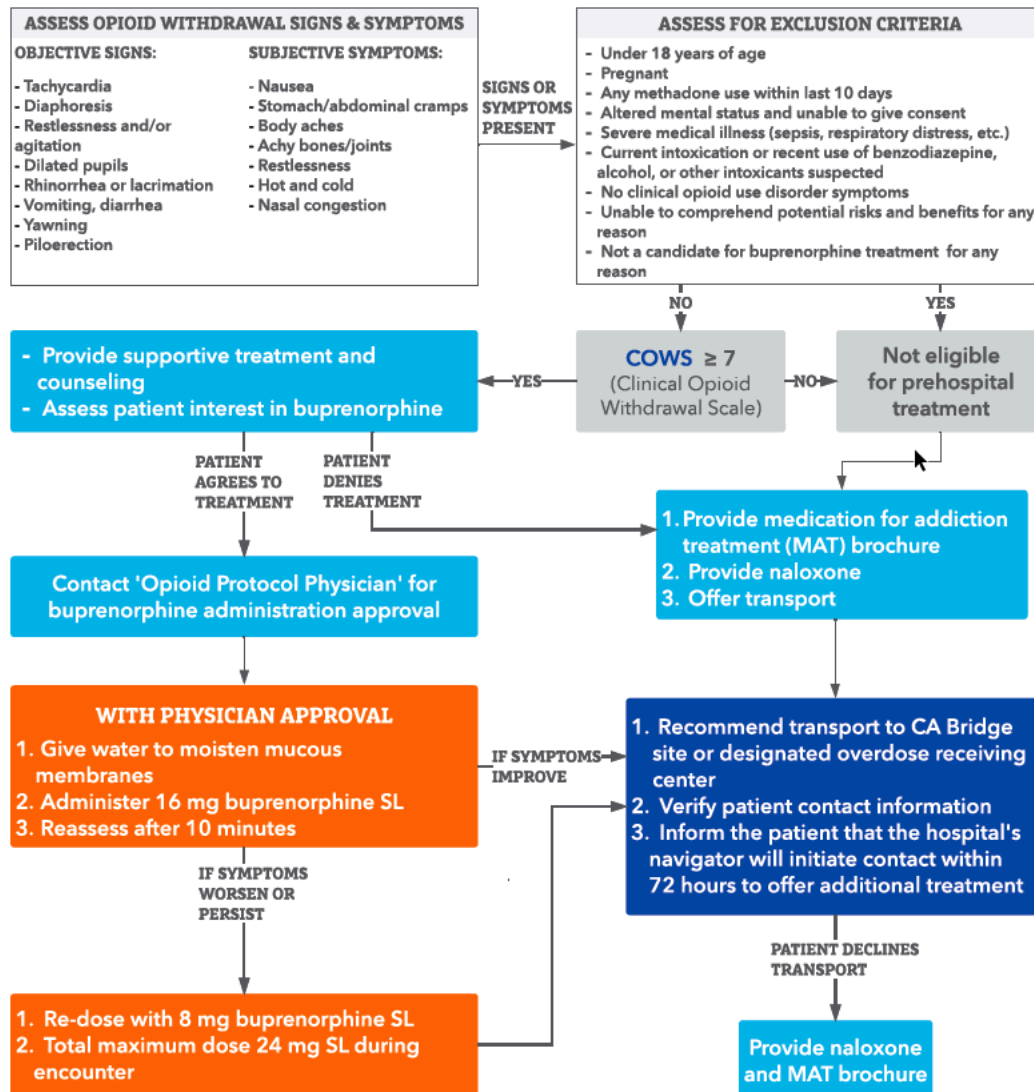 ASSESS OPIOID WITHDRAWAL SIGNS & SYMPTOMS
OBJECTIVE SIGNS:
- Tachycardia
- Diaphoresis
- Restlessness and/or
agitation
- Dilated pupils
- Rhinorrhea or lacrimation
- Vomiting, diarrhea
- Yawning
- Piloerection
SUBJECTIVE SYMPTOMS:
- Nausea
- Stomach/abdominal cramps
- Body aches
- Achy bones/joints
- Restlessness
- Hot and cold
- Nasal congestion
SIGNS OR
SYMPTOMS
PRESENT
ASSESS FOR EXCLUSION CRITERIA
- Under 18 years of age
- Pregnant
- Any methadone use within last 10 days
- Altered mental status and unable to give consent
- Severe medical illness (sepsis, respiratory distress, etc.)
- Current intoxication or recent use of benzodiazepine,
alcohol, or other intoxicants suspected
- No clinical opioid use disorder symptoms
- Unable to comprehend potential risks and benefits for any
reason
- Not a candidate for buprenorphine treatment for any
reason
NO
YES
COWS ≥ 7
(Clinical Opioid
Withdrawal Scale)
NO
Not eligible
for prehospital
treatment
YES
- Provide supportive treatment and
counseling
- Assess patient interest in buprenorphine
PATIENT
AGREES TO
TREATMENT
PATIENT
DENIES
TREATMENT
1. Provide medication for addiction
treatment (MAT) brochure
2. Provide naloxone
3. Offer transport
Contact 'Opioid Protocol Physician' for
buprenorphine administration approval
WITH PHYSICIAN APPROVAL
1. Give water to moisten mucous
membranes
2. Administer 16 mg buprenorphine SL
3. Reassess after 10 minutes
IF SYMPTOMS
IMPROVE
1. Recommend transport to CA Bridge
site or designated overdose receiving
center
2. Verify patient contact information
3. Inform the patient that the hospital's
navigator will initiate contact within
72 hours to offer additional treatment
IF SYMPTOMS
WORSEN OR
PERSIST
PATIENT DECLINES
TRANSPORT
1. Re-dose with 8 mg buprenorphine SL
2. Total maximum dose 24 mg SL during
encounter
Provide naloxone
and MAT brochure